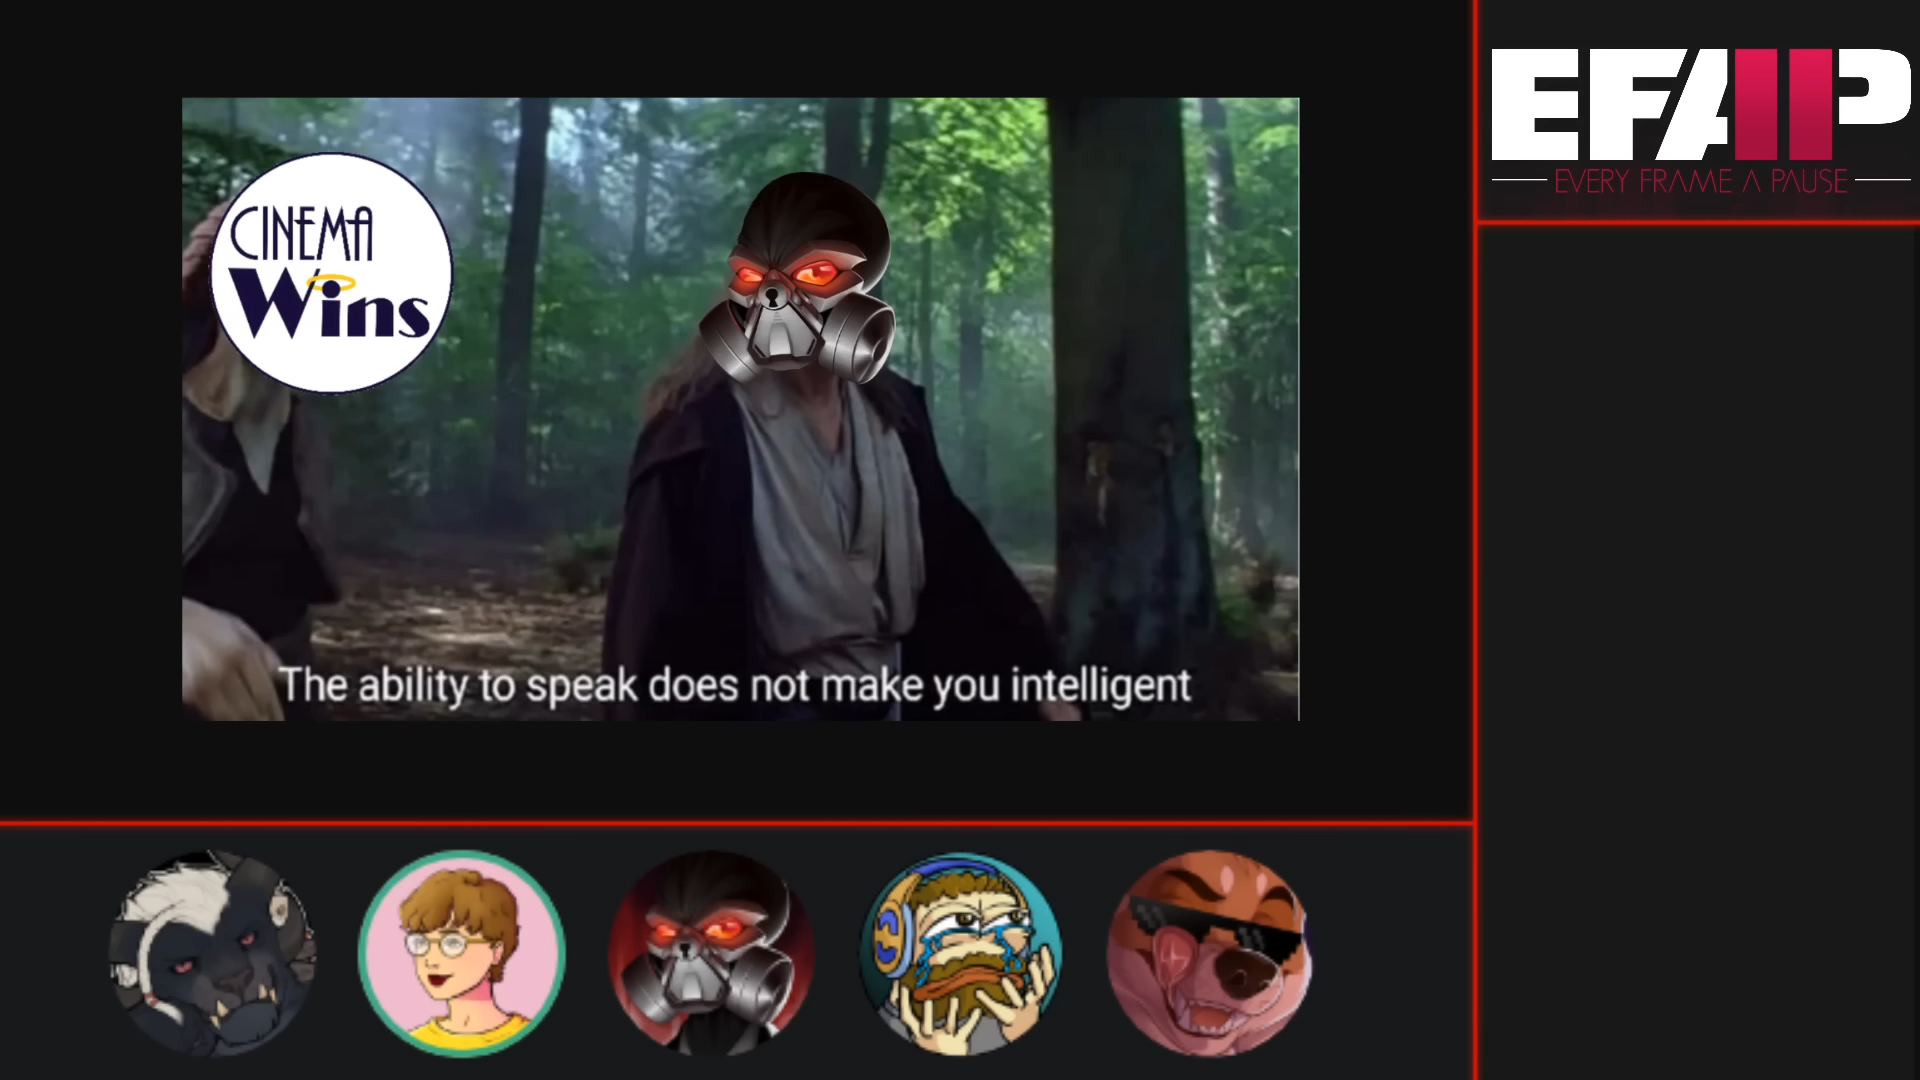 CINEMA
Wins
The ability to speak does not make you intelligent
EFAP
EVERY FRAME A PAUSE